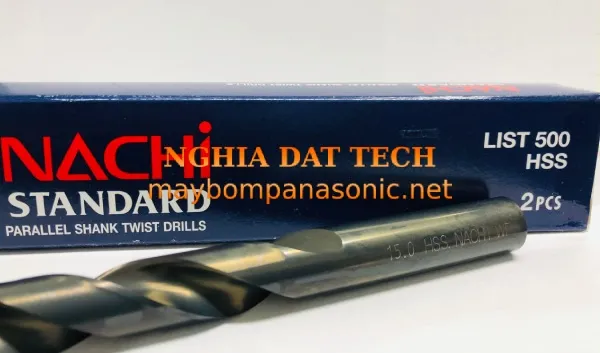 NACHi
STANDARD
PARALLEL SHANK TWIST DRILLS
NGHIA DAT TECH
maybompanasonic.net
LIST 500
HSS
2PCS
15.0 HSS NACHI